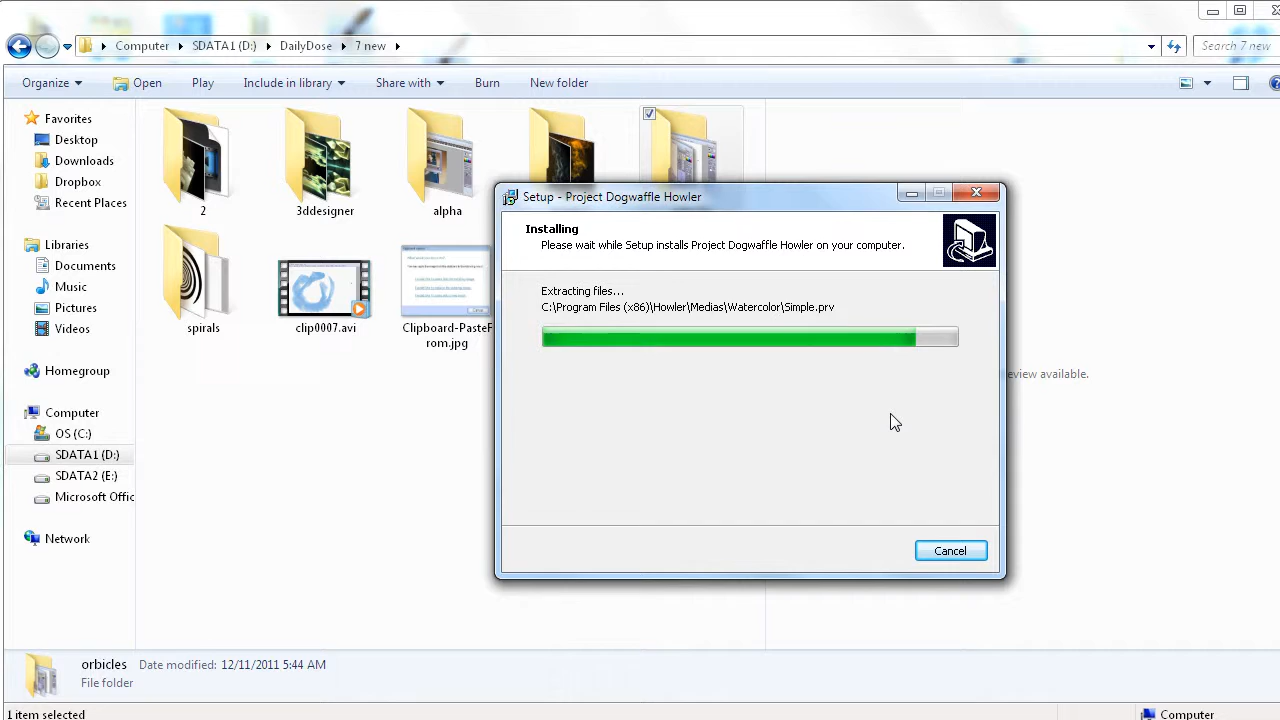 Computer
SDATA1 (D:)
DailyDose
7 new
Search 7 new
Organize
Open
Play
Include in library
Share with
Burn
New folder
Favorites
Desktop
Downloads
Dropbox
Recent Places
Libraries
Documents
Music
Pictures
Videos
Homegroup
Computer
OS (C:)
SDATA1 (D:)
SDATA2 (E:)
Microsoft Offic
Network
2
3ddesigner
alpha
spirals
clip0007.avi
Clipboard-PasteF
rom.jpg
Setup - Project Dogwaffle Howler
Installing
Please wait while Setup installs Project Dogwaffle Howler on your computer.
Extracting files...
C:\Program Files (x86)\Howler\Medias\Watercolor\Simple.prv
Cancel
eview available.
orbicles
Date modified: 12/11/2011 5:44 AM
File folder
1 item selected
Computer